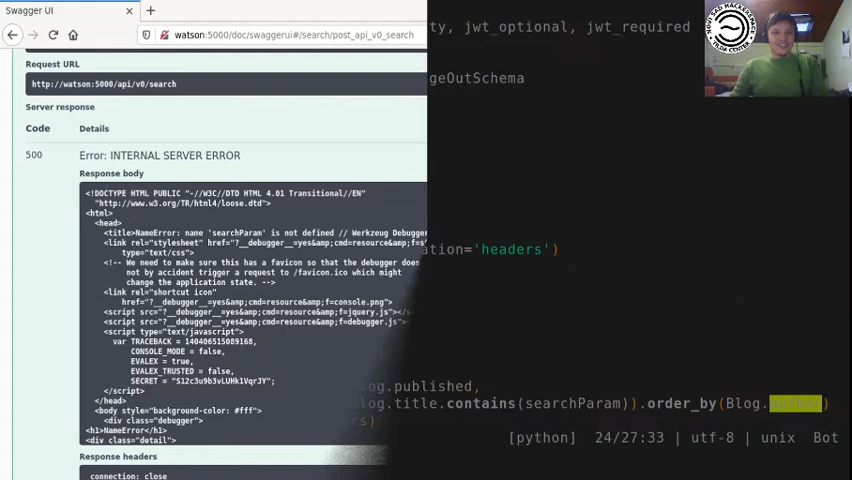 Swagger UI
watson:5000/doc/swaggerui#/search/post_api_v0_search
Request URL
http://watson:5000/api/v0/search
Server response
Code Details
500 Error: INTERNAL SERVER ERROR
Response body
<!DOCTYPE HTML PUBLIC "-//W3C//DTD HTML 4.01 Transitional//EN"
"http://www.w3.org/TR/html4/loose.dtd">
<html>
<head>
<title>NameError: name 'searchParam' is not defined // Werkzeug Debugger
<link rel="stylesheet" href="?__debugger__=yes&amp;cmd=resource&amp;f=s
type="text/css">
<!-- We need to make sure this has a favicon so that the debugger does
not by accident trigger a request to /favicon.ico which might
change the application state. -->
<link rel="shortcut icon"
href="?__debugger__=yes&amp;cmd=resource&amp;f=console.png">
<script src="?__debugger__=yes&amp;cmd=resource&amp;f=jquery.js"></s
<script src="?__debugger__=yes&amp;cmd=resource&amp;f=debugger.js">
<script type="text/javascript">
var TRACEBACK = 140406515089168,
CONSOLE_MODE = false,
EVALEX = true,
EVALEX_TRUSTED = false,
SECRET = "S12c3u9b3vLUHk1VqrJY";
</script>
</head>
<body style="background-color: #fff">
<div class="debugger">
<h1>NameError</h1>
<div class="detail">
Response headers
connection: close
ty, jwt_optional, jwt_required
geOutSchema
ation='headers')
log.published,
log.title.contains(searchParam)).order_by(Blog.
s)
[python] 24/27:33 | utf-8 | unix Bot
NOVI SAD HACKLERSPACE
TILDA CENTER